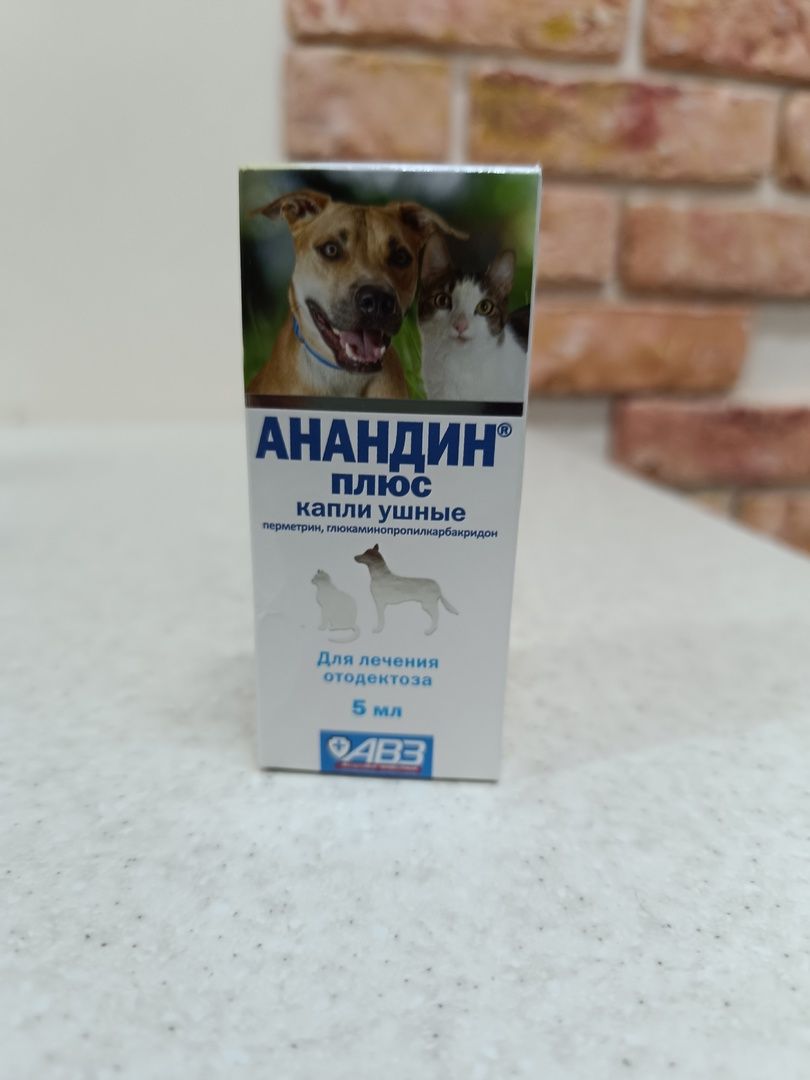 АНАНДИН®
плюс
капли ушные
перметрин, глюкаминопропилкарбакридон
Для лечения
отодектоза
5 мл
АВЗ